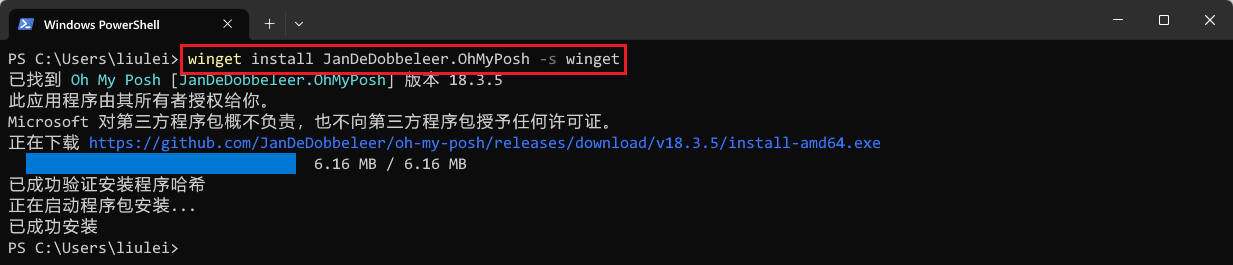 Windows PowerShell
PS C:\Users\liulei> winget install JanDeDobbeleer.OhMyPosh -s winget
已找到 Oh My Posh [JanDeDobbeleer.OhMyPosh] 版本 18.3.5
此应用程序由其所有者授权给你。
Microsoft 对第三方程序包概不负责，也不向第三方程序包授予任何许可证。
正在下载 https://github.com/JanDeDobbeleer/oh-my-posh/releases/download/v18.3.5/install-amd64.exe
6.16 MB / 6.16 MB
已成功验证安装程序哈希
正在启动程序包安装...
已成功安装
PS C:\Users\liulei>